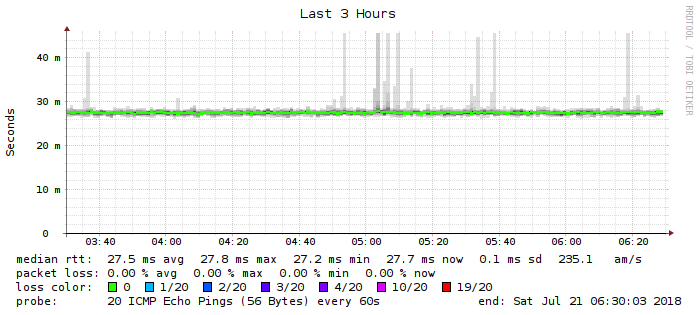 Last 3 Hours
RRDTOOL / TOBI OETIKER
Seconds
40 m
30 m
20 m
10 m
0
03:40 04:00 04:20 04:40 05:00 05:20 05:40 06:00 06:20
median rtt: 27.5 ms avg 27.8 ms max 27.2 ms min 27.7 ms now 0.1 ms sd 235.1 am/s
packet loss: 0.00 % avg 0.00 % max 0.00 % min 0.00 % now
loss color: 0 1/20 2/20 3/20 4/20 10/20 19/20
probe: 20 ICMP Echo Pings (56 Bytes) every 60s end: Sat Jul 21 06:30:03 2018